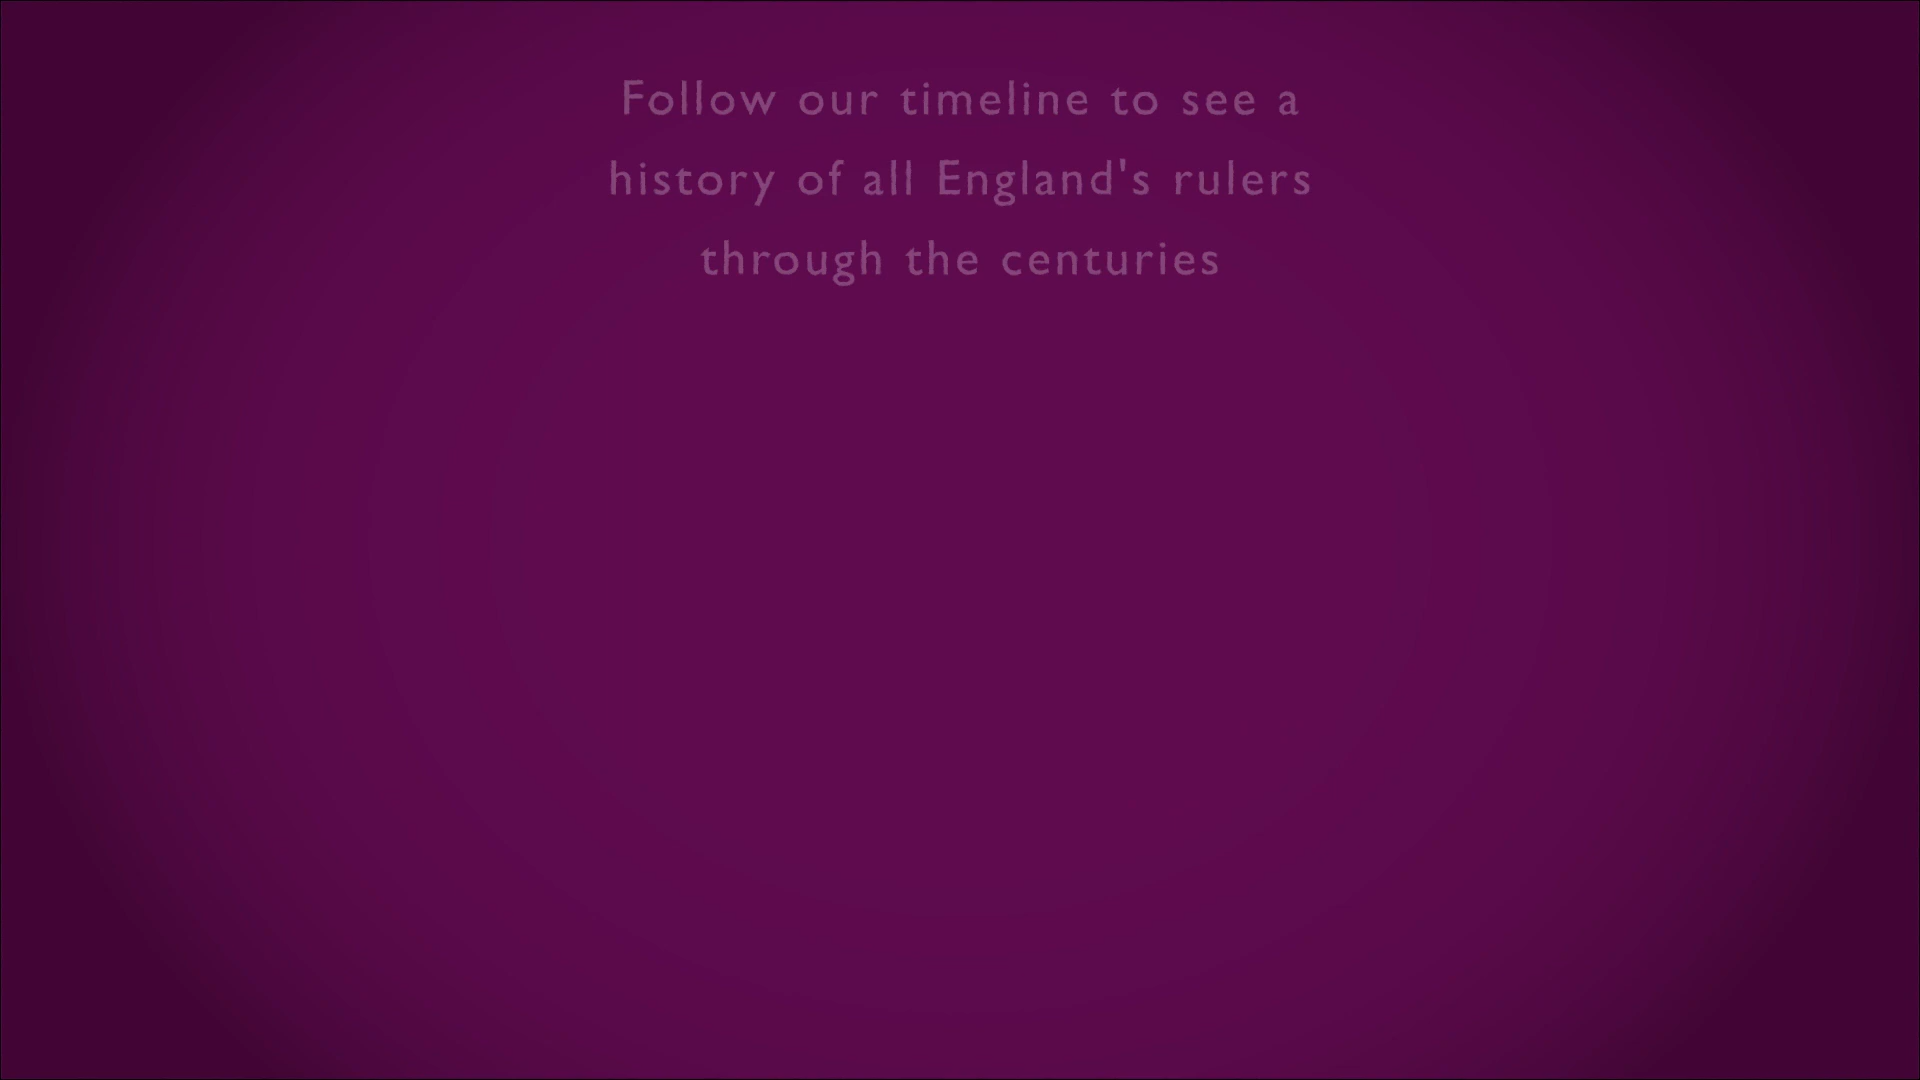 Follow our timeline to see a
history of all England's rulers
through the centuries